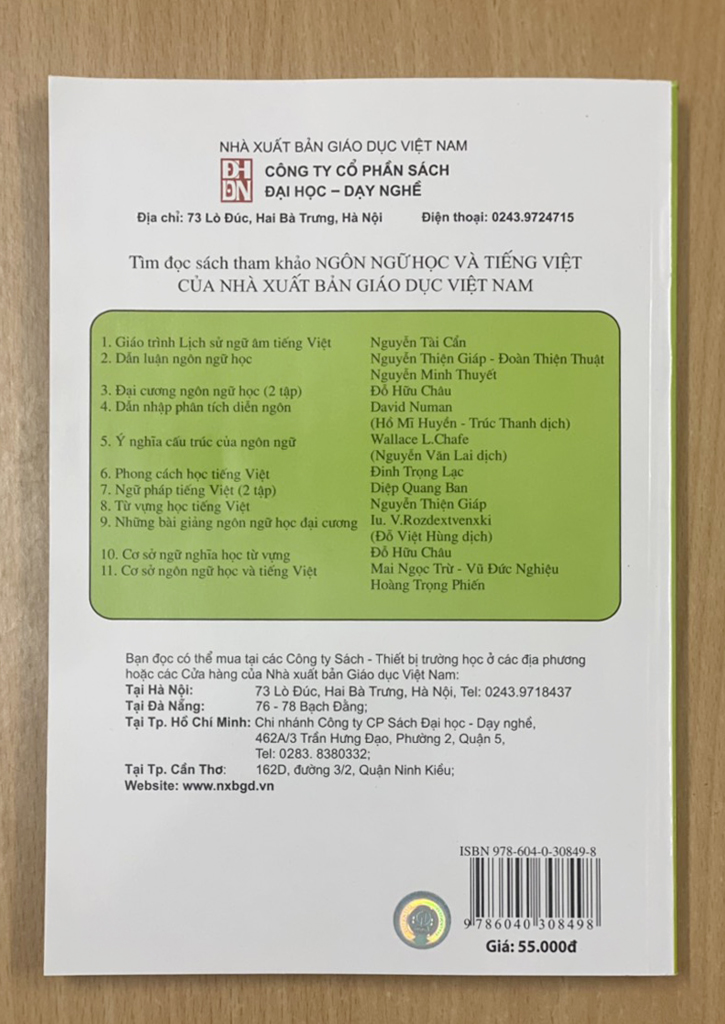 NHÀ XUẤT BẢN GIÁO DỤC VIỆT NAM
ĐH
DN
CÔNG TY CỔ PHẦN SÁCH
ĐẠI HỌC – DẠY NGHỀ
Địa chỉ: 73 Lò Đúc, Hai Bà Trưng, Hà Nội Điện thoại: 0243.9724715
Tìm đọc sách tham khảo NGÔN NGỮ HỌC VÀ TIẾNG VIỆT
CỦA NHÀ XUẤT BẢN GIÁO DỤC VIỆT NAM
1. Giáo trình Lịch sử ngữ âm tiếng Việt Nguyễn Tài Cẩn
2. Dẫn luận ngôn ngữ học Nguyễn Thiện Giáp - Đoàn Thiện Thuật
Nguyễn Minh Thuyết
3. Đại cương ngôn ngữ học (2 tập) Đỗ Hữu Châu
4. Dẫn nhập phân tích diễn ngôn David Numan
(Hồ Mĩ Huyền - Trúc Thanh dịch)
5. Ý nghĩa cấu trúc của ngôn ngữ Wallace L.Chafe
(Nguyễn Văn Lai dịch)
6. Phong cách học tiếng Việt Đinh Trọng Lạc
7. Ngữ pháp tiếng Việt (2 tập) Diệp Quang Ban
8. Từ vựng học tiếng Việt Nguyễn Thiện Giáp
9. Những bài giảng ngôn ngữ học đại cương Iu. V.Rozdextvenxki
(Đỗ Việt Hùng dịch)
10. Cơ sở ngữ nghĩa học từ vựng Đỗ Hữu Châu
11. Cơ sở ngôn ngữ học và tiếng Việt Mai Ngọc Trừ - Vũ Đức Nghiệu
Hoàng Trọng Phiến
Bạn đọc có thể mua tại các Công ty Sách - Thiết bị trường học ở các địa phương
hoặc các Cửa hàng của Nhà xuất bản Giáo dục Việt Nam:
Tại Hà Nội: 73 Lò Đúc, Hai Bà Trưng, Hà Nội, Tel: 0243.9718437
Tại Đà Nẵng: 76 - 78 Bạch Đằng;
Tại Tp. Hồ Chí Minh: Chi nhánh Công ty CP Sách Đại học - Dạy nghề,
462A/3 Trần Hưng Đạo, Phường 2, Quận 5,
Tel: 0283. 8380332;
Tại Tp. Cần Thơ: 162D, đường 3/2, Quận Ninh Kiều;
Website: www.nxbgd.vn
ISBN 978-604-0-30849-8
9 786040 308498
Giá: 55.000đ